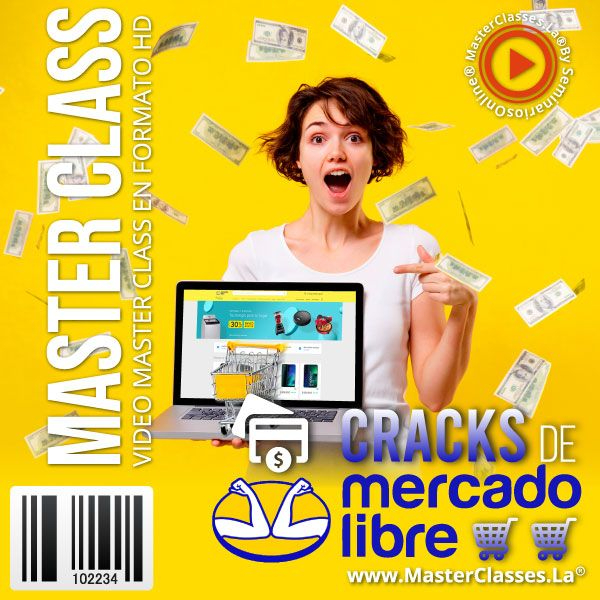 MASTER CLASS
VIDEO MASTER CLASS EN FORMATO HD
MasterClasses.La® By SeminariosOnline®
30%
CRACKS DE
mercado
libre
$
102234
www.MasterClasses.La®